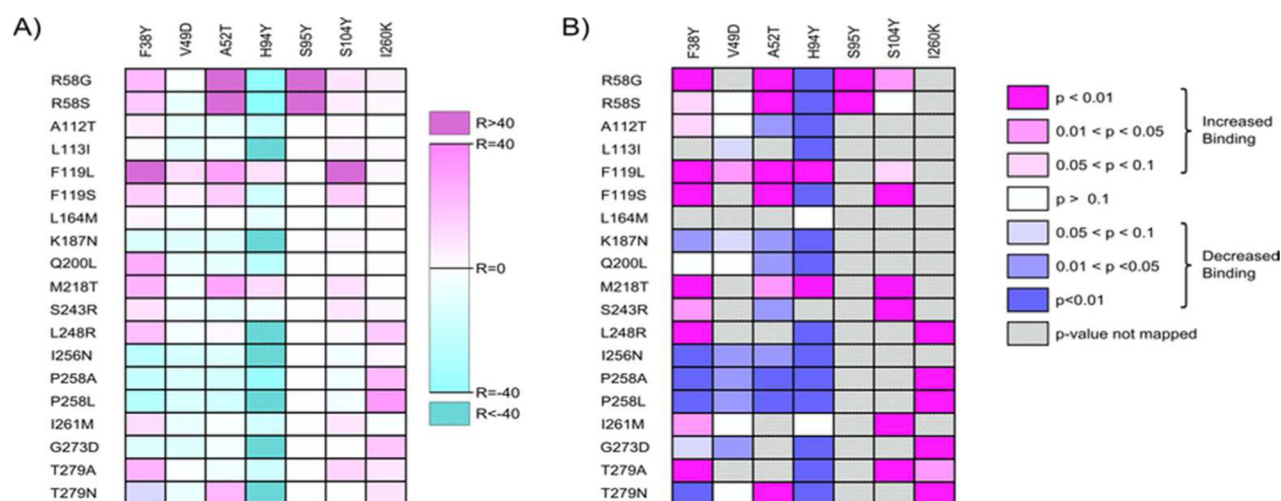 A)
F38Y V49D A52T H94Y S95Y S104Y I260K
R58G
R58S
A112T
L113I
F119L
F119S
L164M
K187N
Q200L
M218T
S243R
L248R
I256N
P258A
P258L
I261M
G273D
T279A
T279N
R>40
R=40
R=0
R=-40
R<-40
B)
F38Y V49D A52T H94Y S95Y S104Y I260K
R58G
R58S
A112T
L113I
F119L
F119S
L164M
K187N
Q200L
M218T
S243R
L248R
I256N
P258A
P258L
I261M
G273D
T279A
T279N
p < 0.01
0.01 < p < 0.05
0.05 < p < 0.1
Increased
Binding
p > 0.1
0.05 < p < 0.1
0.01 < p <0.05
p<0.01
Decreased
Binding
p-value not mapped